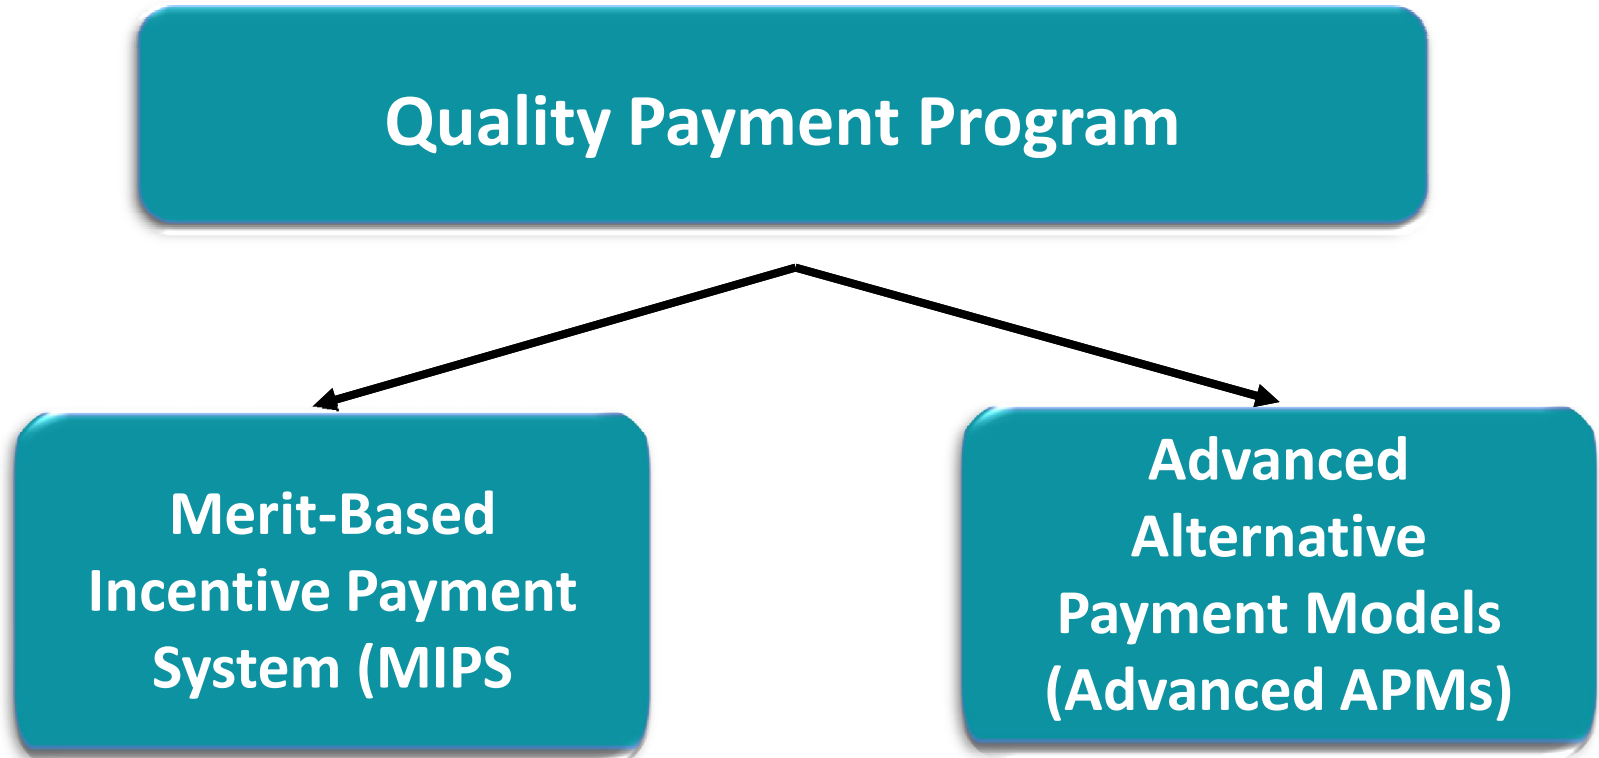 Quality Payment Program
Merit-Based
Incentive Payment
System (MIPS
Advanced
Alternative
Payment Models
(Advanced APMs)